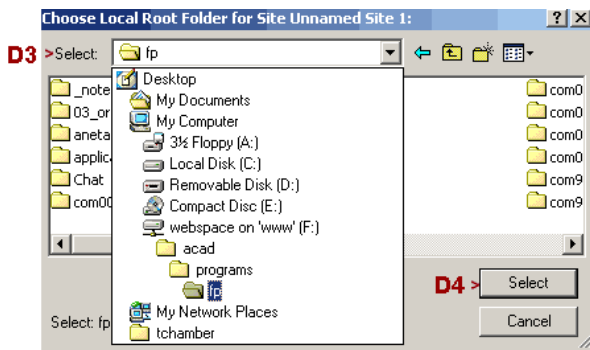 Choose Local Root Folder for Site Unnamed Site 1:
D3 >Select: fp
Desktop
My Documents
My Computer
3½ Floppy (A:)
Local Disk (C:)
Removable Disk (D:)
Compact Disc (E:)
webspace on 'www' (F:)
acad
programs
fp
My Network Places
tchamber
_note
03_or
aneta
applic
Chat
com00
com0
com0
com0
com0
com9
com9
D4 > Select
Select: fp
Cancel